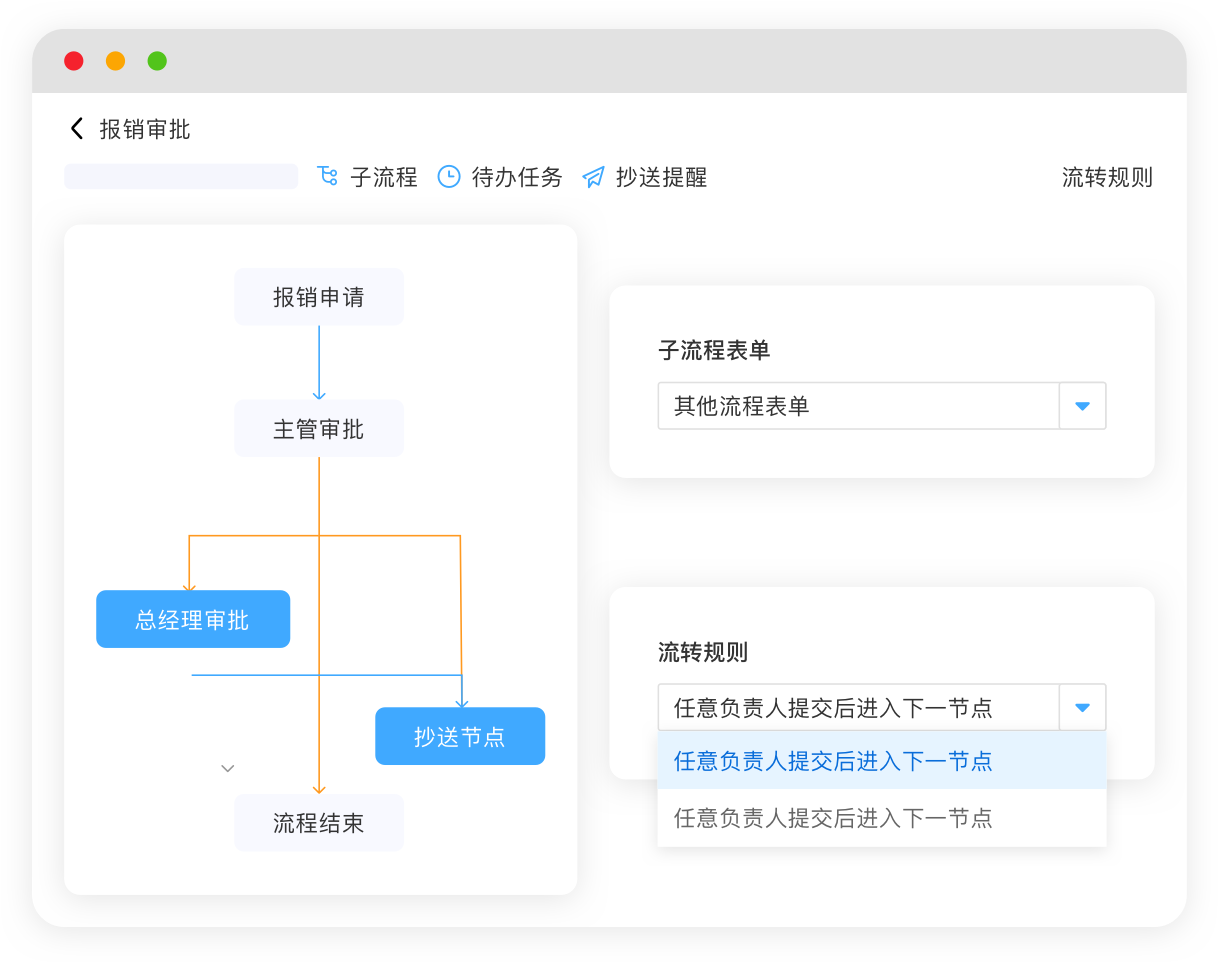 报销审批
子流程 待办任务 抄送提醒 流转规则
报销申请
主管审批
总经理审批
抄送节点
流程结束
子流程表单
其他流程表单
流转规则
任意负责人提交后进入下一节点
任意负责人提交后进入下一节点
任意负责人提交后进入下一节点